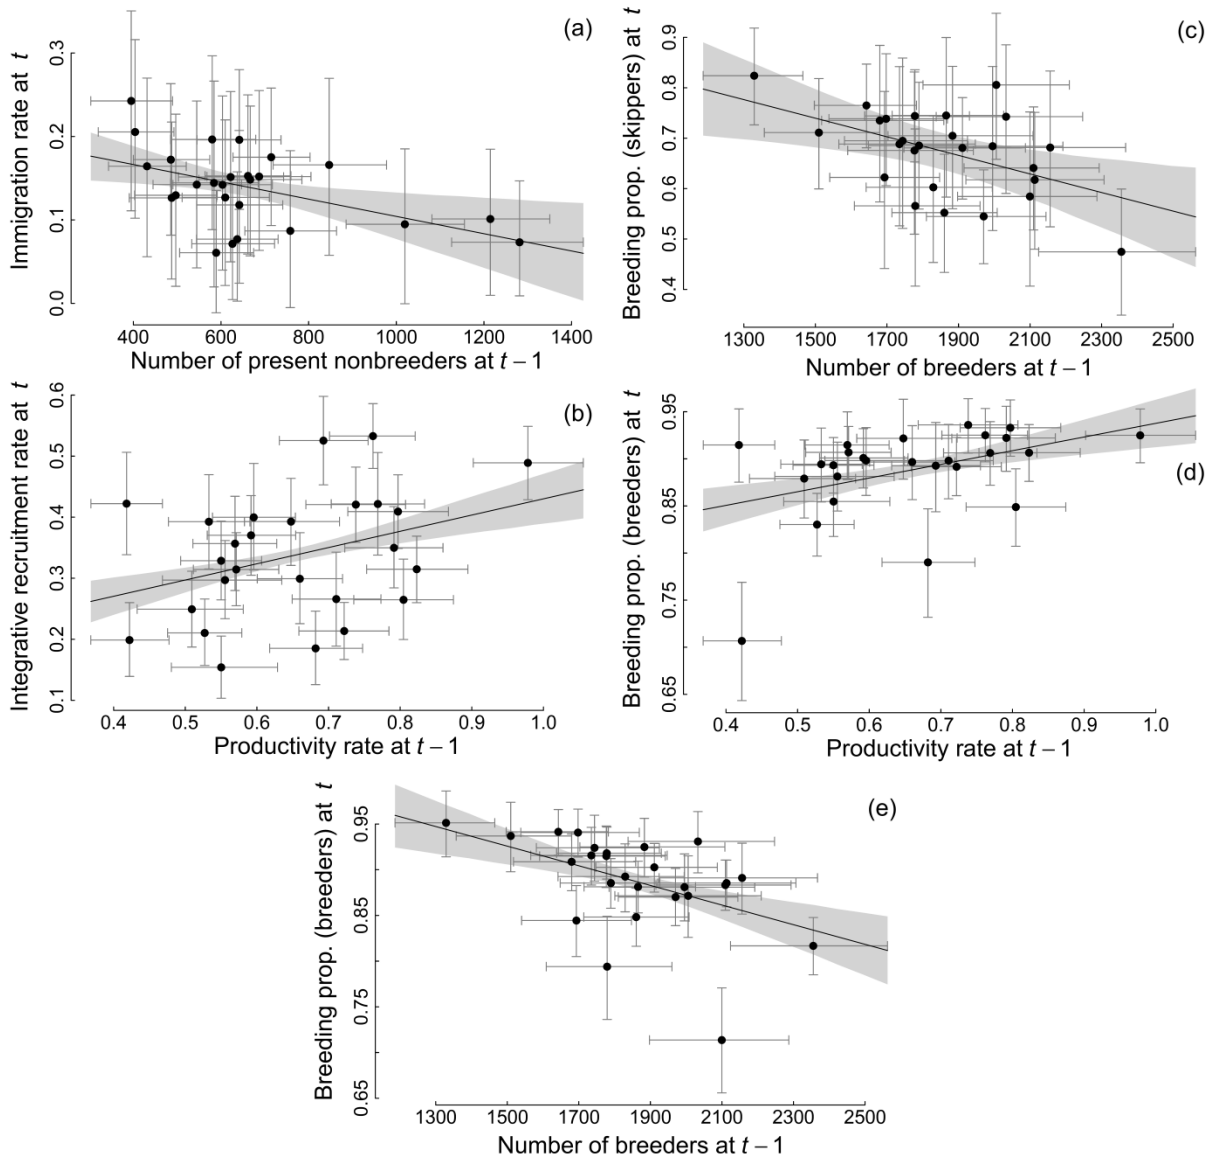 (a)
Immigration rate at t
0.3
0.2
0.1
0.0
400 600 800 1000 1200 1400
Number of present nonbreeders at t − 1
(c)
Breeding prop. (skippers) at t
0.9
0.8
0.7
0.6
0.5
0.4
1300 1500 1700 1900 2100 2300 2500
Number of breeders at t − 1
(b)
Integrative recruitment rate at t
0.6
0.5
0.4
0.3
0.2
0.1
0.4 0.5 0.6 0.7 0.8 0.9 1.0
Productivity rate at t − 1
(d)
Breeding prop. (breeders) at t
0.95
0.85
0.75
0.65
0.4 0.5 0.6 0.7 0.8 0.9 1.0
Productivity rate at t − 1
(e)
Breeding prop. (breeders) at t
0.95
0.85
0.75
0.65
1300 1500 1700 1900 2100 2300 2500
Number of breeders at t − 1